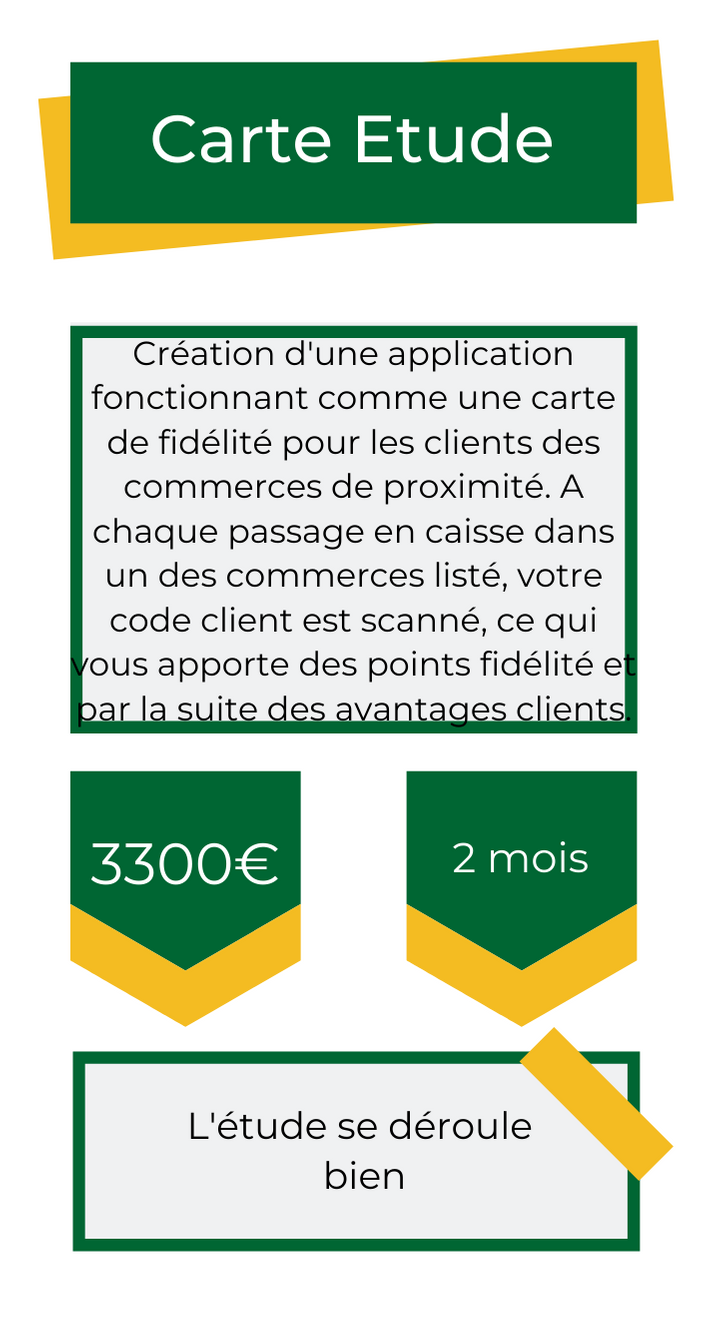 Carte Etude
Création d'une application
fonctionnant comme une carte
de fidélité pour les clients des
commerces de proximité. A
chaque passage en caisse dans
un des commerces listé, votre
code client est scanné, ce qui
vous apporte des points fidélité et
par la suite des avantages clients.
3300€
2 mois
L'étude se déroule
bien